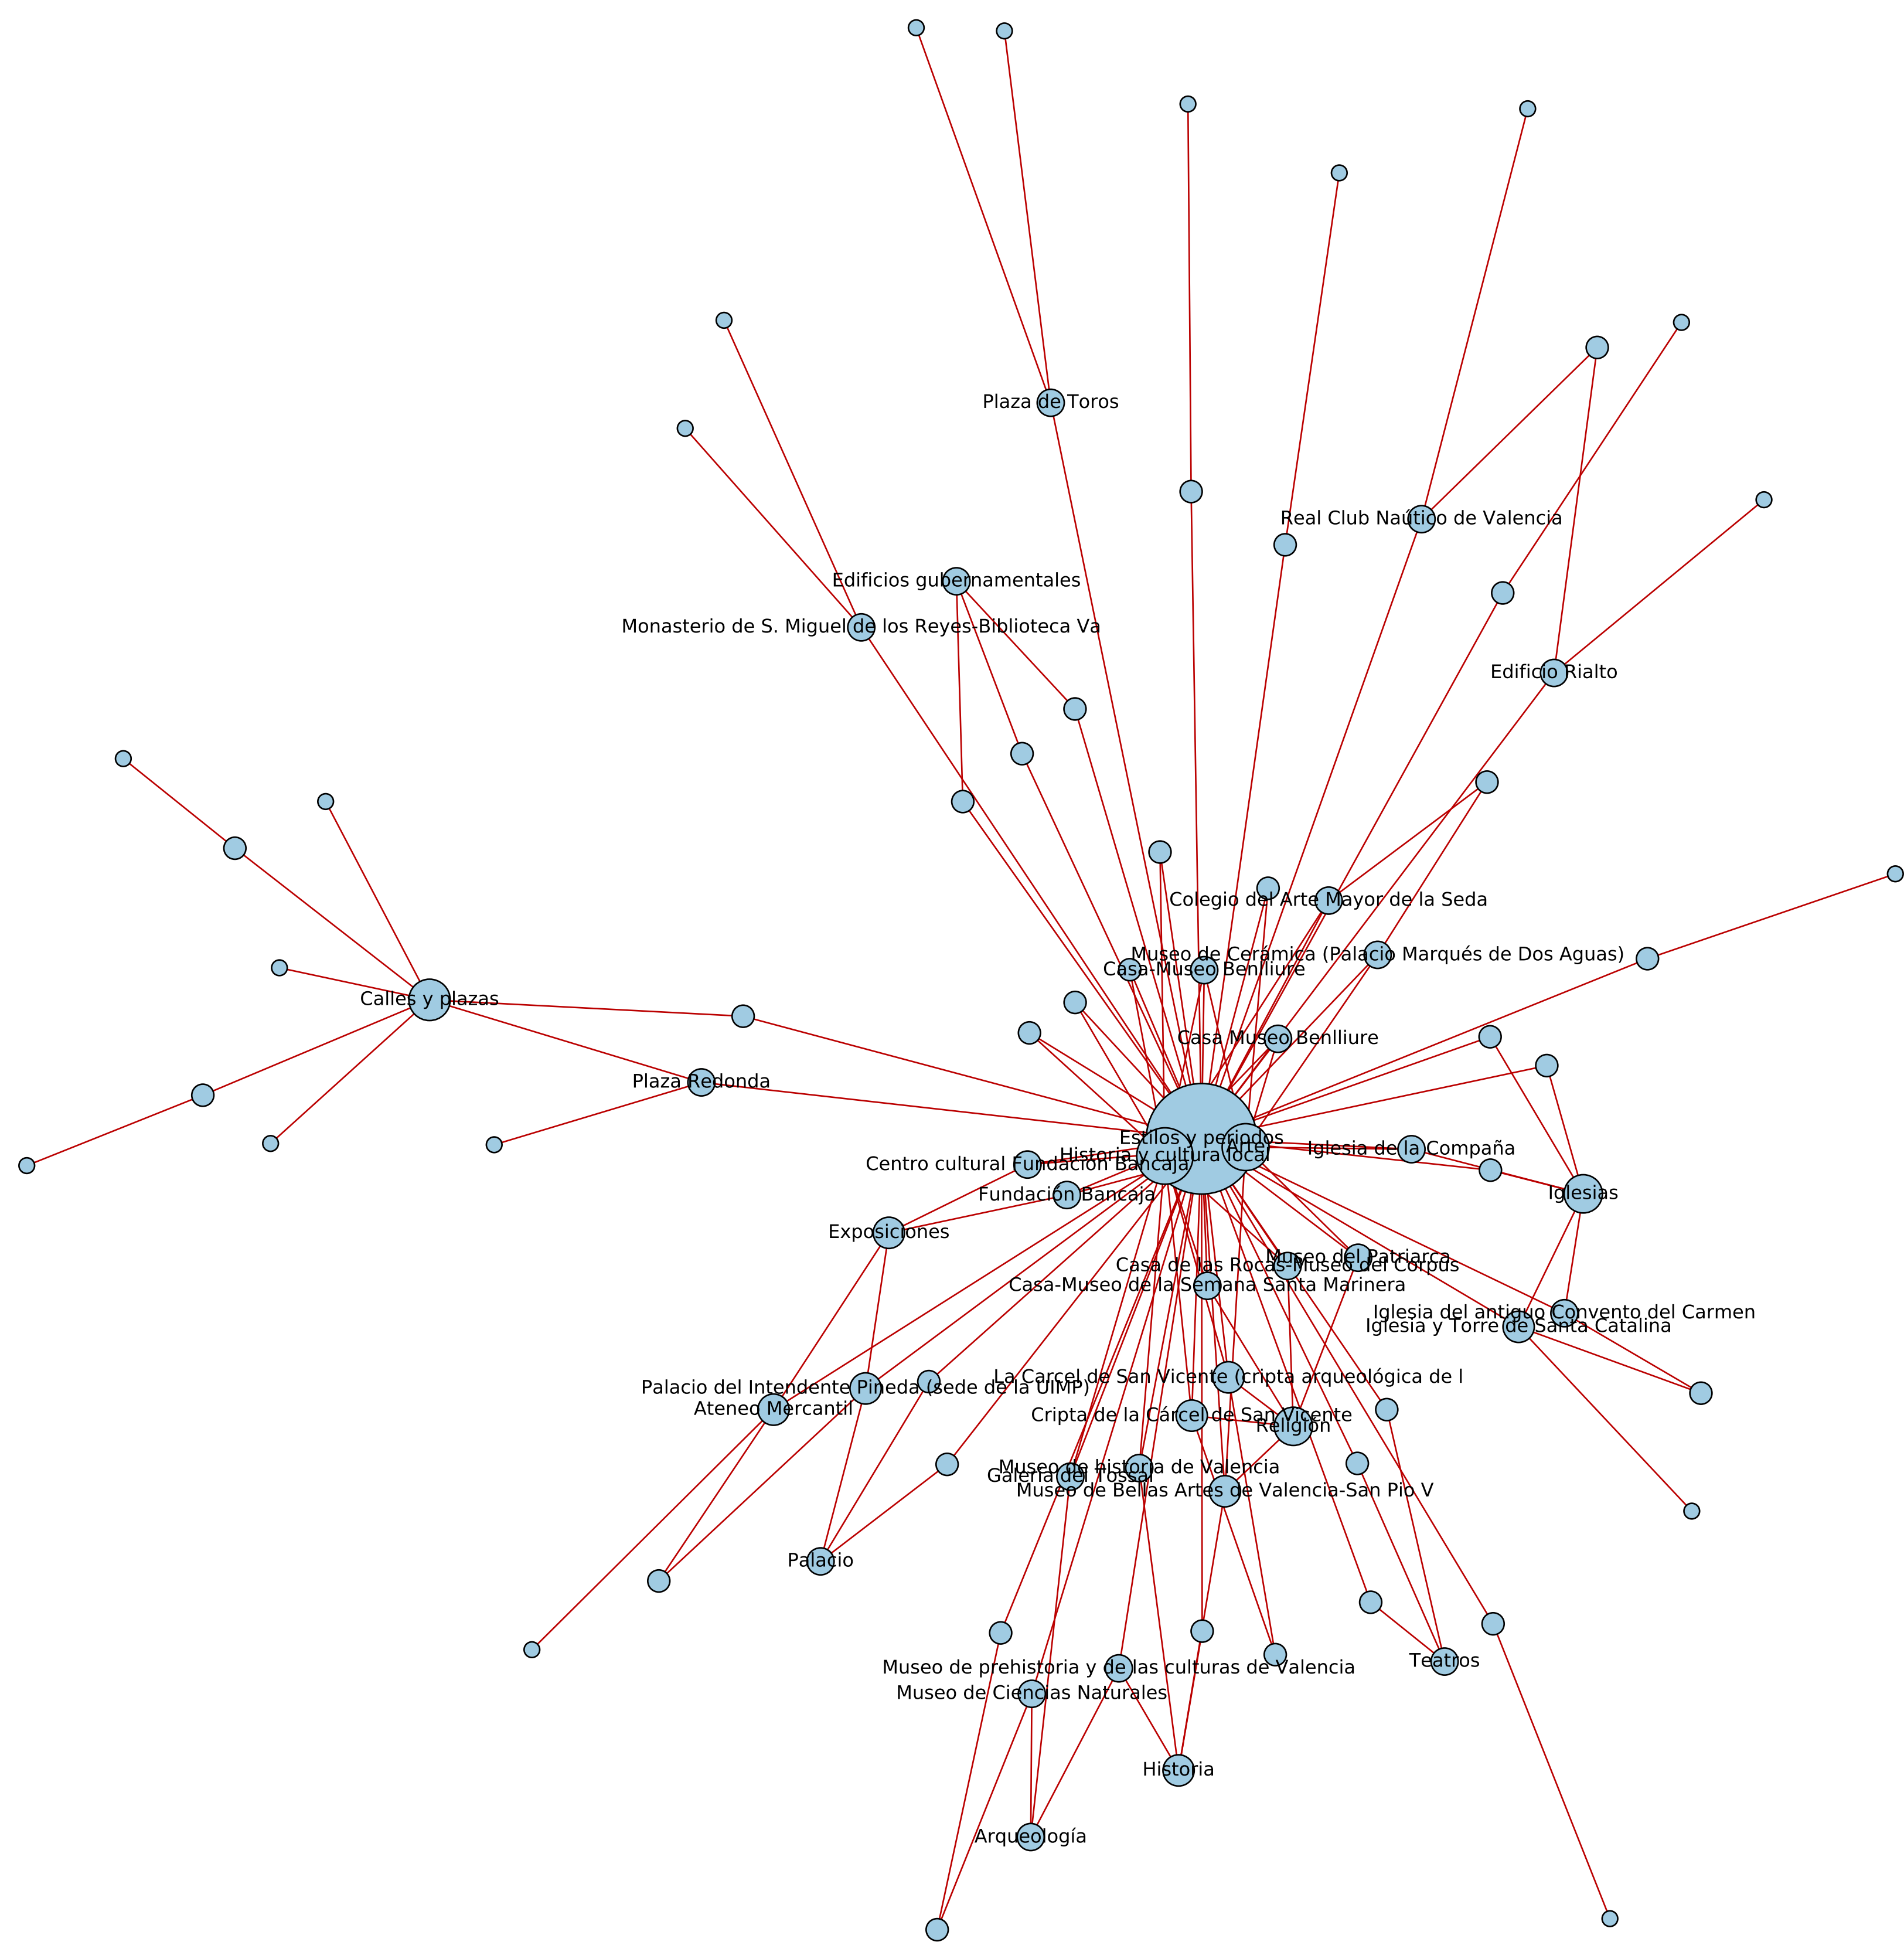 Plaza de Toros
Real Club Naútico de Valencia
Edificios gubernamentales
Monasterio de S. Miguel de los Reyes-Biblioteca Va
Edificio Rialto
Colegio del Arte Mayor de la Seda
Museo de Cerámica (Palacio Marqués de Dos Aguas)
Casa-Museo Benlliure
Calles y plazas
Casa Museo Benlliure
Plaza Redonda
Estilos y periodos
Arte
Iglesia de la Compaña
Historia y cultura local
Centro cultural Fundación Bancaja
Iglesias
Fundación Bancaja
Exposiciones
Museo del Patriarca
Casa de las Rocas-Museo del Corpus
Casa-Museo de la Semana Santa Marinera
Iglesia del antiguo Convento del Carmen
Iglesia y Torre de Santa Catalina
La Carcel de San Vicente (cripta arqueológica de l
Palacio del Intendente Pineda (sede de la UIMP)
Ateneo Mercantil
Cripta de la Cárcel de San Vicente
Religión
Museo de historia de Valencia
Galería del Tossal
Museo de Bellas Artes de Valencia-San Pio V
Palacio
Teatros
Museo de prehistoria y de las culturas de Valencia
Museo de Ciencias Naturales
Historia
Arqueología